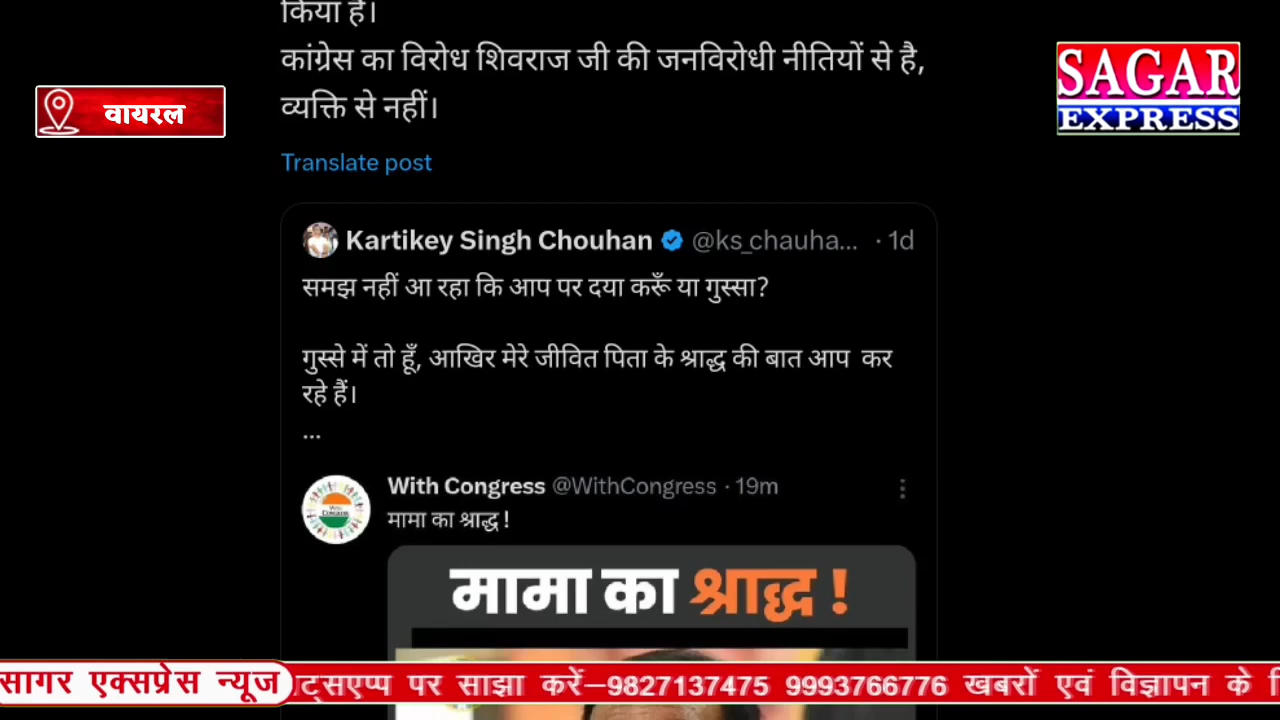 किया है।
कांग्रेस का विरोध शिवराज जी की जनविरोधी नीतियों से है,
व्यक्ति से नहीं।
Translate post
वायरल
SAGAR
EXPRESS
Kartikey Singh Chouhan @ks_chauha... · 1d
समझ नहीं आ रहा कि आप पर दया करूँ या गुस्सा?
गुस्से में तो हूँ, आखिर मेरे जीवित पिता के श्राद्ध की बात आप कर
रहे हैं।
...
With Congress @WithCongress · 19m
मामा का श्राद्ध !
मामा का श्राद्ध !
सागर एक्सप्रेस न्यूज
पर साझा करें–9827137475 9993766776 खबरों एवं विज्ञापन के